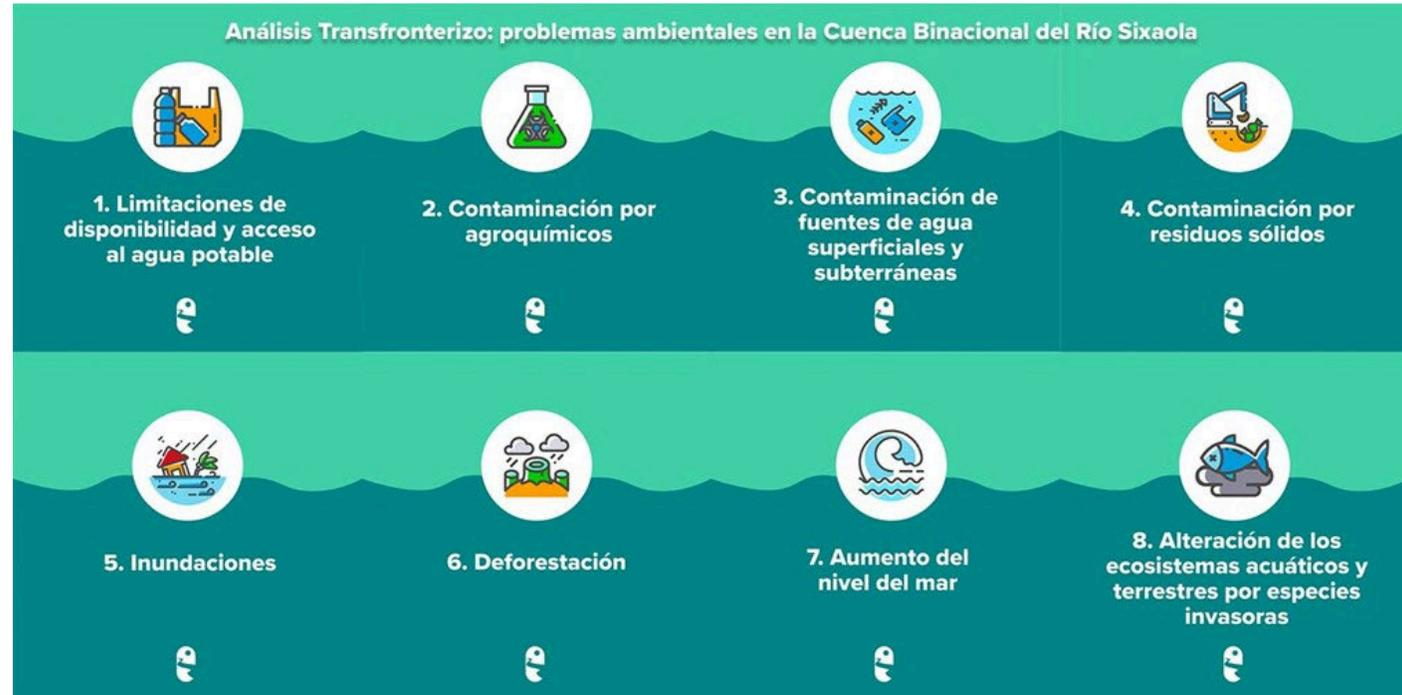 Análisis Transfronterizo: problemas ambientales en la Cuenca Binacional del Río Sixaola
1. Limitaciones de
disponibilidad y acceso
al agua potable
2. Contaminación por
agroquímicos
3. Contaminación de
fuentes de agua
superficiales y
subterráneas
4. Contaminación por
residuos sólidos
5. Inundaciones
6. Deforestación
7. Aumento del
nivel del mar
8. Alteración de los
ecosistemas acuáticos y
terrestres por especies
invasoras